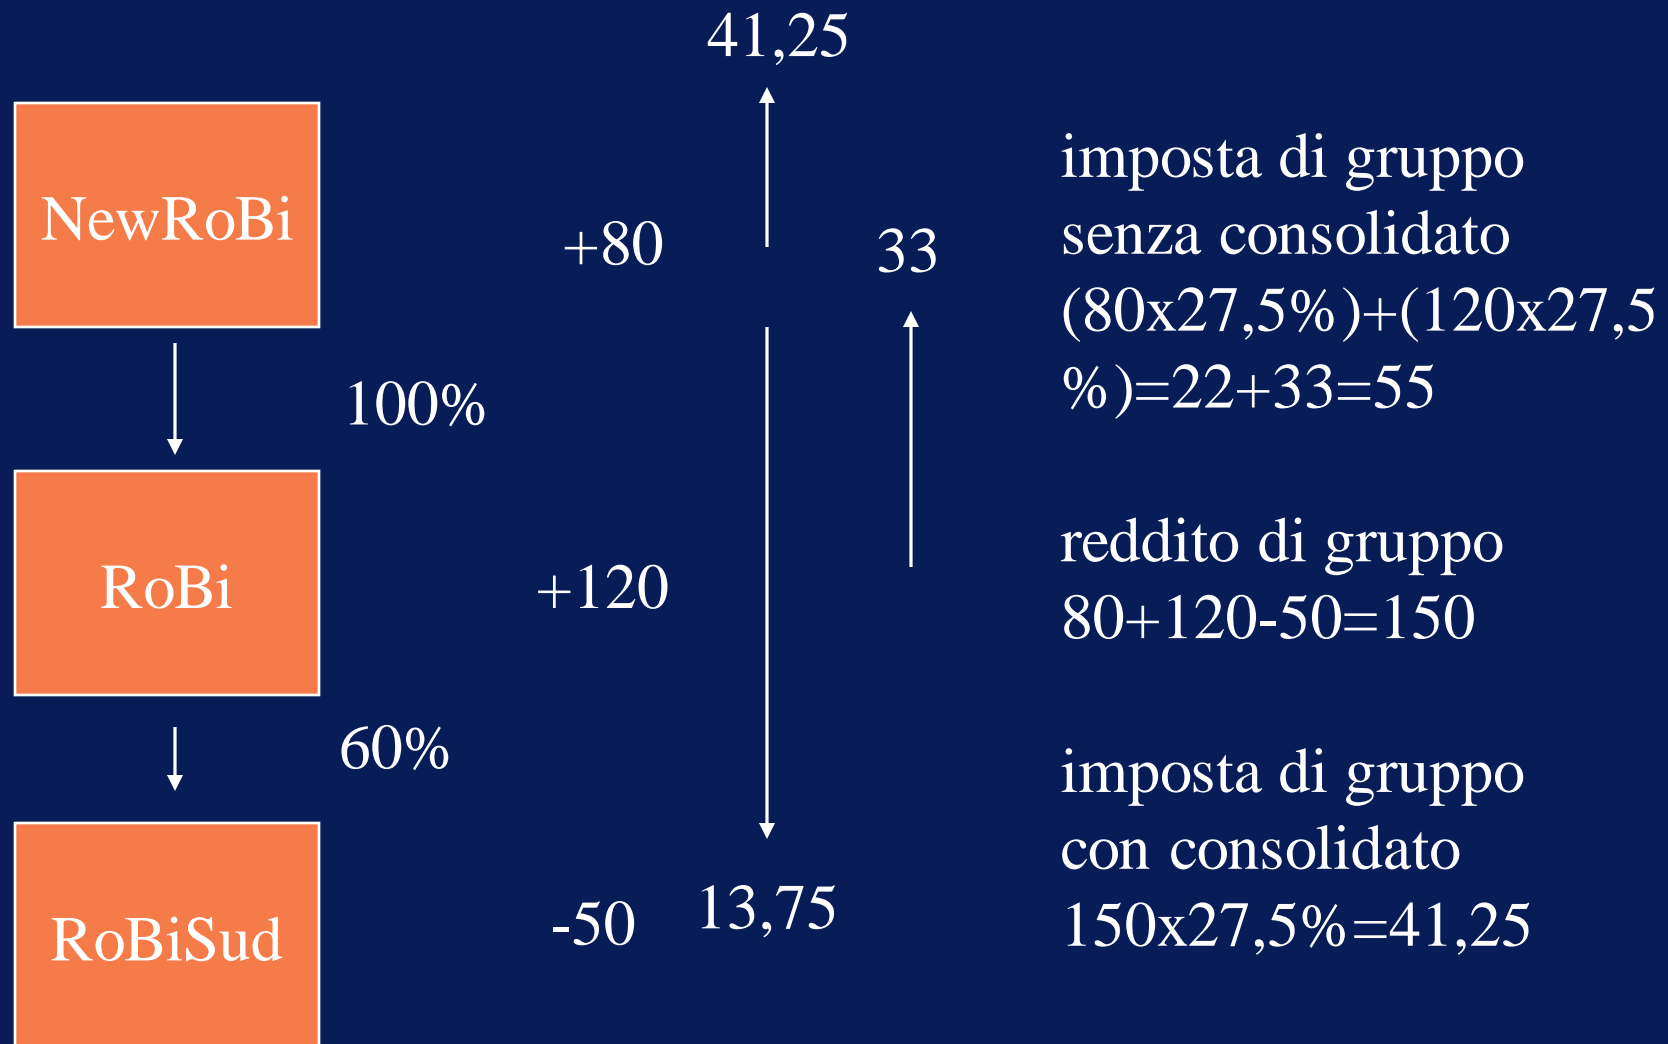 41,25
NewRoBi
+80
33
100%
RoBi
+120
60%
RoBiSud
-50
13,75
imposta di gruppo
senza consolidato
(80x27,5%)+(120x27,5
%)=22+33=55
reddito di gruppo
80+120-50=150
imposta di gruppo
con consolidato
150x27,5%=41,25